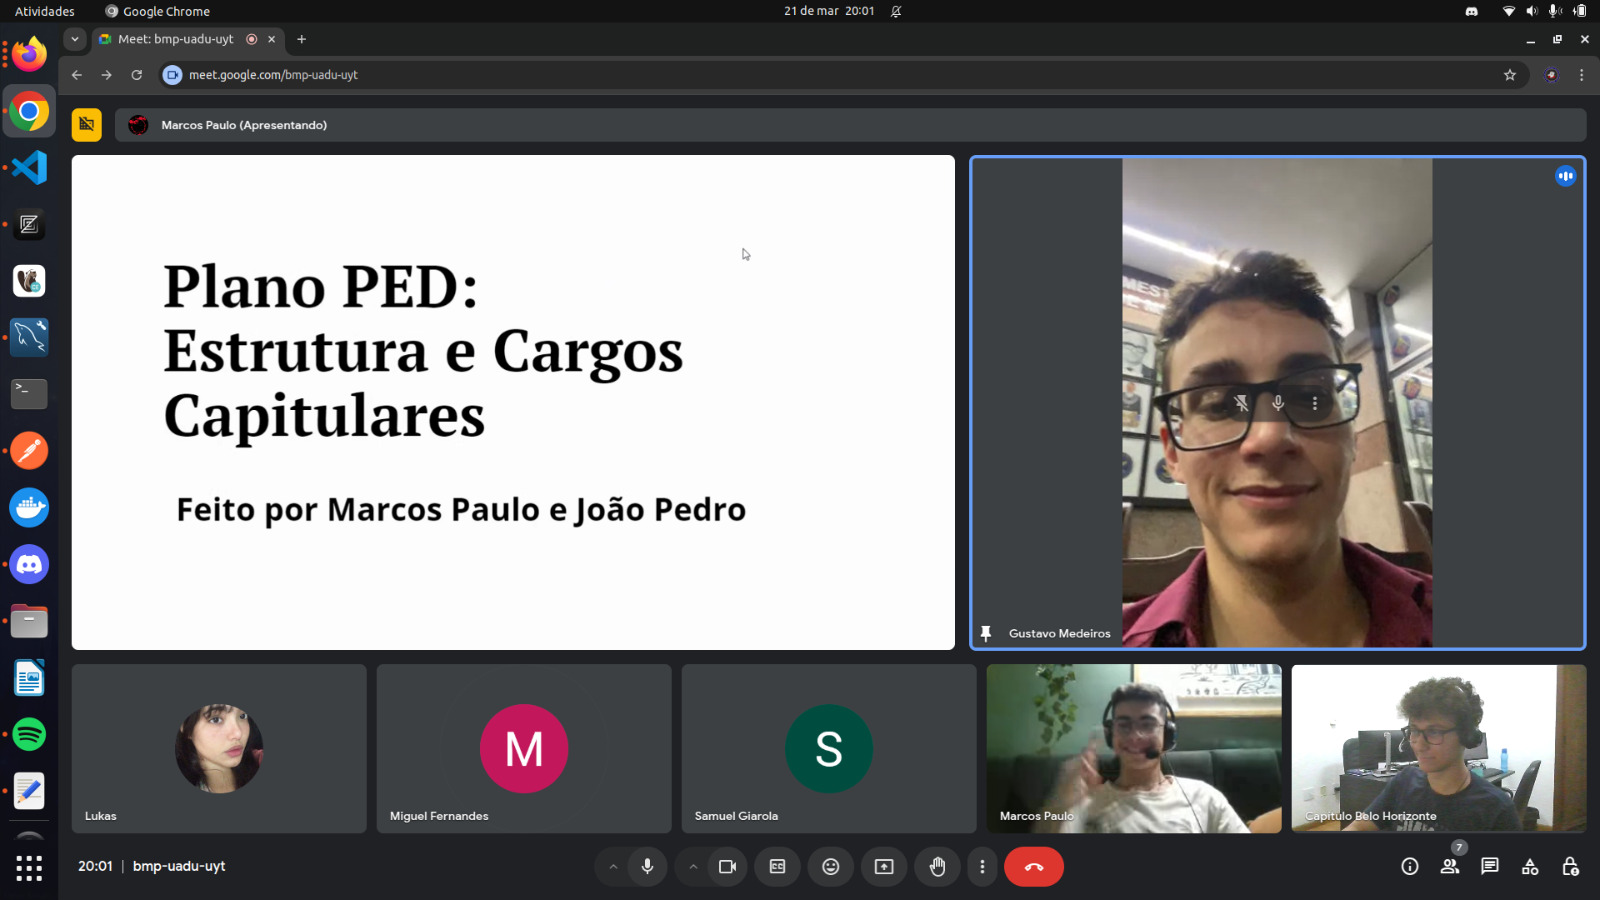 Atividades
Google Chrome
21 de mar 20:01
Meet: bmp-uadu-uyt
meet.google.com/bmp-uadu-uyt
Marcos Paulo (Apresentando)
Plano PED:
Estrutura e Cargos
Capitulares
Feito por Marcos Paulo e João Pedro
Gustavo Medeiros
Lukas
M
Miguel Fernandes
S
Samuel Giarola
Marcos Paulo
Capitulo Belo Horizonte
20:01 | bmp-uadu-uyt
7